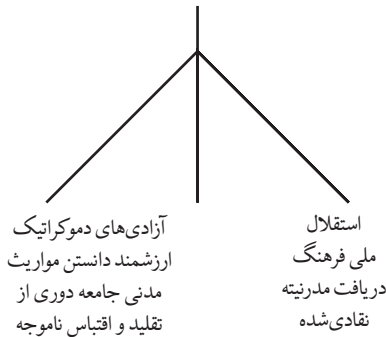 استقلال
ملی فرهنگ
دریافت مدرنیته
نقادی‌شده
آزادی‌های دموکراتیک
ارزشمند دانستن مواریث
مدنی جامعه دوری از
تقلید و اقتباس ناموجه